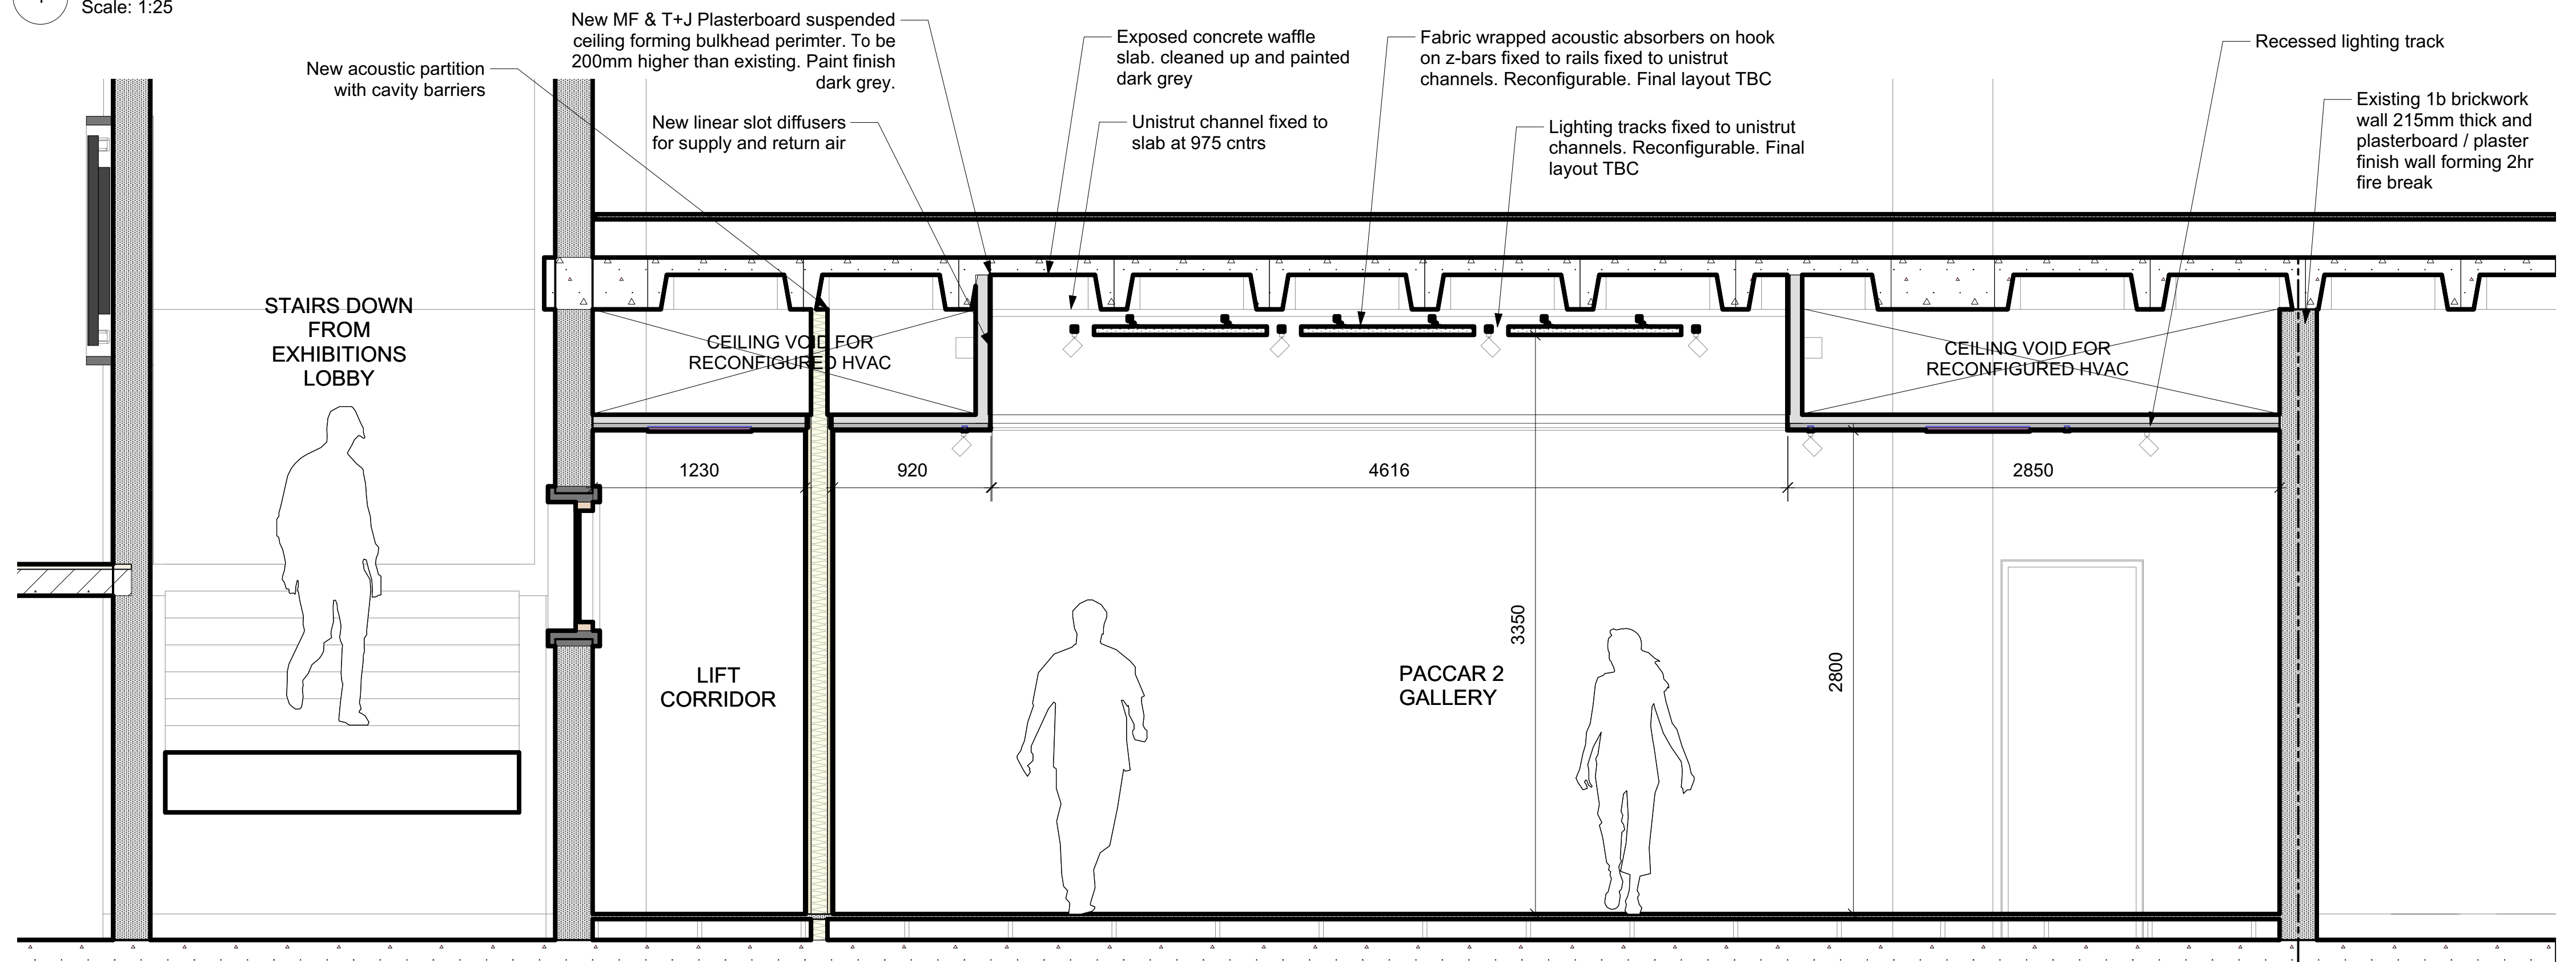 Scale: 1:25
New acoustic partition
with cavity barriers
New MF & T+J Plasterboard suspended
ceiling forming bulkhead perimter. To be
200mm higher than existing. Paint finish
dark grey.
New linear slot diffusers
for supply and return air
Exposed concrete waffle
slab. cleaned up and painted
dark grey
Unistrut channel fixed to
slab at 975 cntrs
Fabric wrapped acoustic absorbers on hook
on z-bars fixed to rails fixed to unistrut
channels. Reconfigurable. Final layout TBC
Lighting tracks fixed to unistrut
channels. Reconfigurable. Final
layout TBC
Recessed lighting track
Existing 1b brickwork
wall 215mm thick and
plasterboard / plaster
finish wall forming 2hr
fire break
STAIRS DOWN
FROM
EXHIBITIONS
LOBBY
CEILING VOID FOR
RECONFIGURED HVAC
CEILING VOID FOR
RECONFIGURED HVAC
1230
920
4616
2850
3350
2800
LIFT
CORRIDOR
PACCAR 2
GALLERY